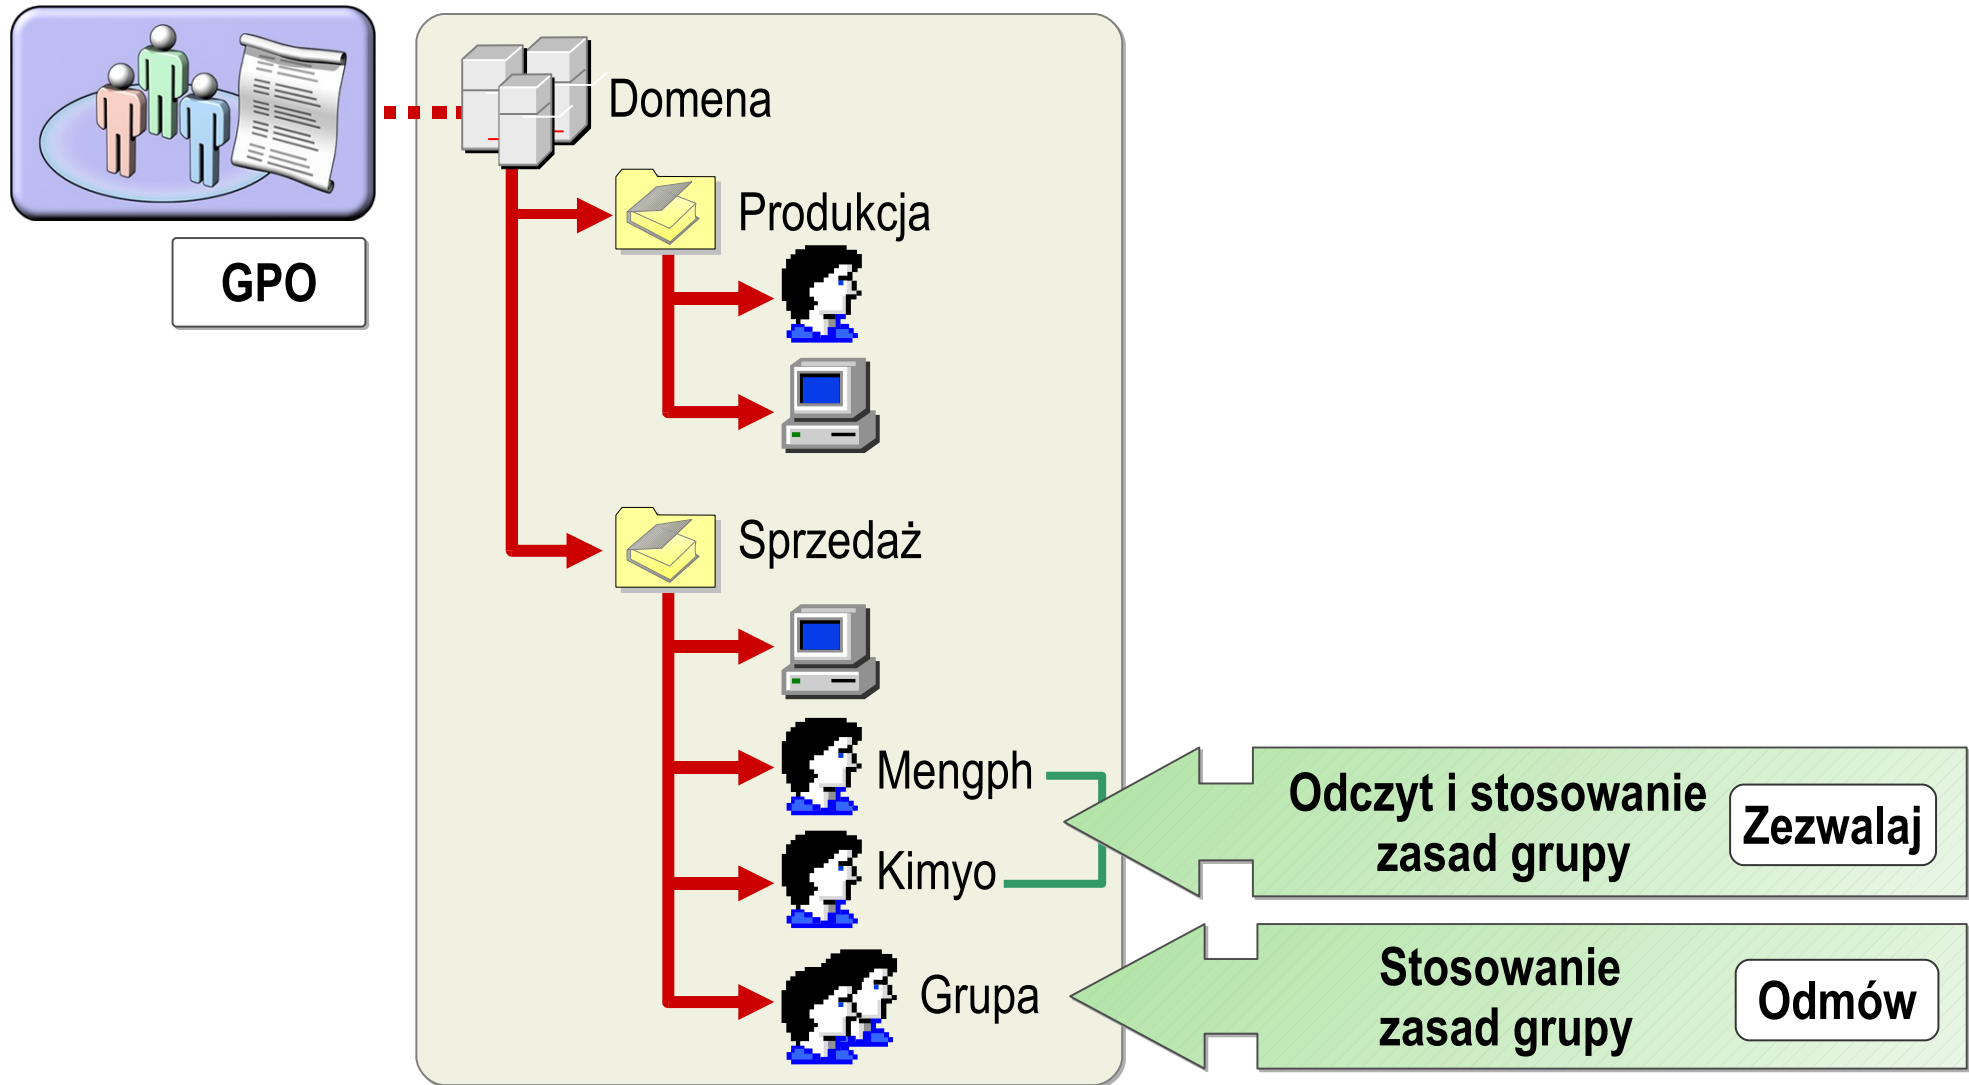 Domena
GPO
Produkcja
Sprzedaż
Mengph
Kimyo
Grupa
Odczyt i stosowanie
zasad grupy
Zezwalaj
Stosowanie
zasad grupy
Odmów